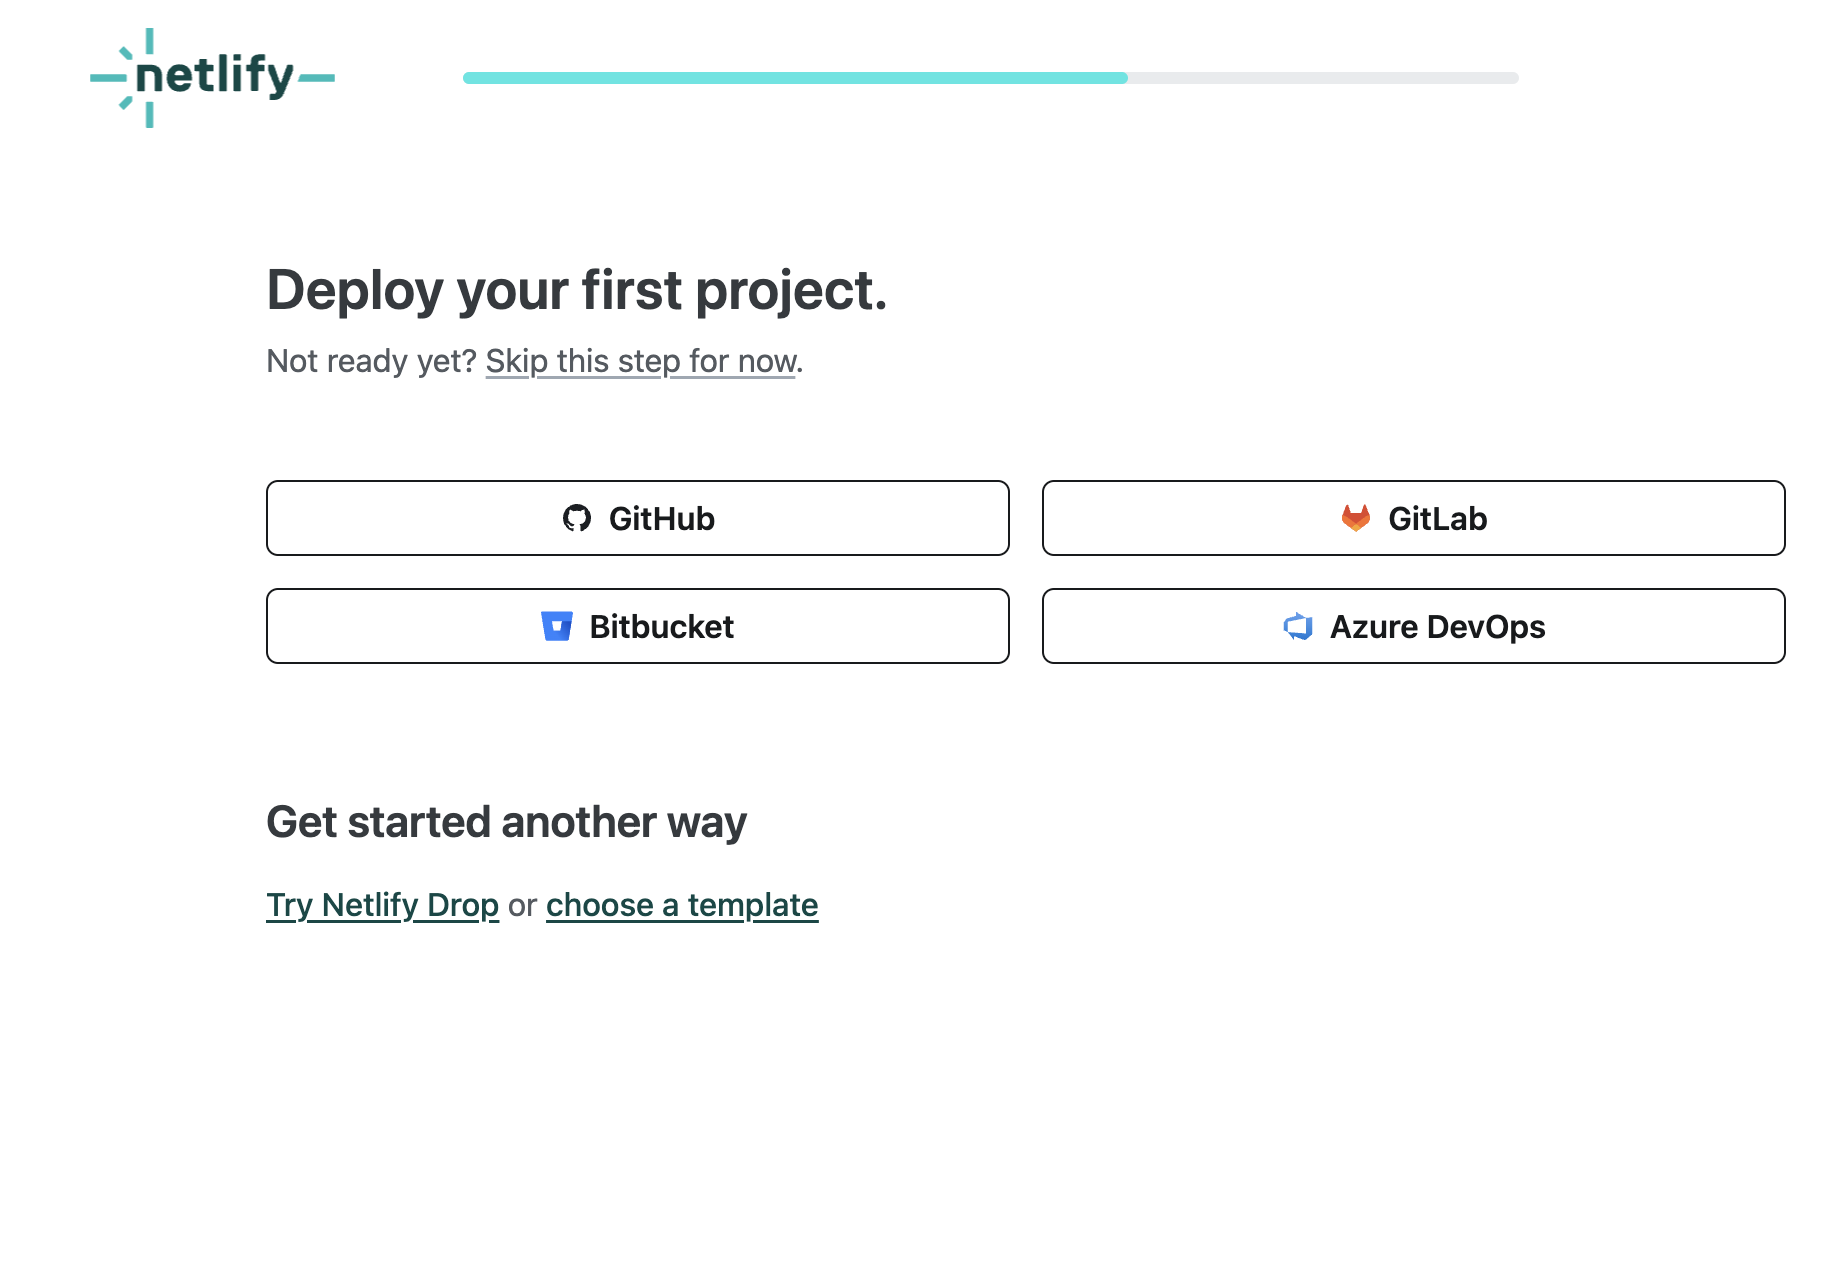 netlify
Deploy your first project.
Not ready yet? Skip this step for now.
GitHub
GitLab
Bitbucket
Azure DevOps
Get started another way
Try Netlify Drop or choose a template